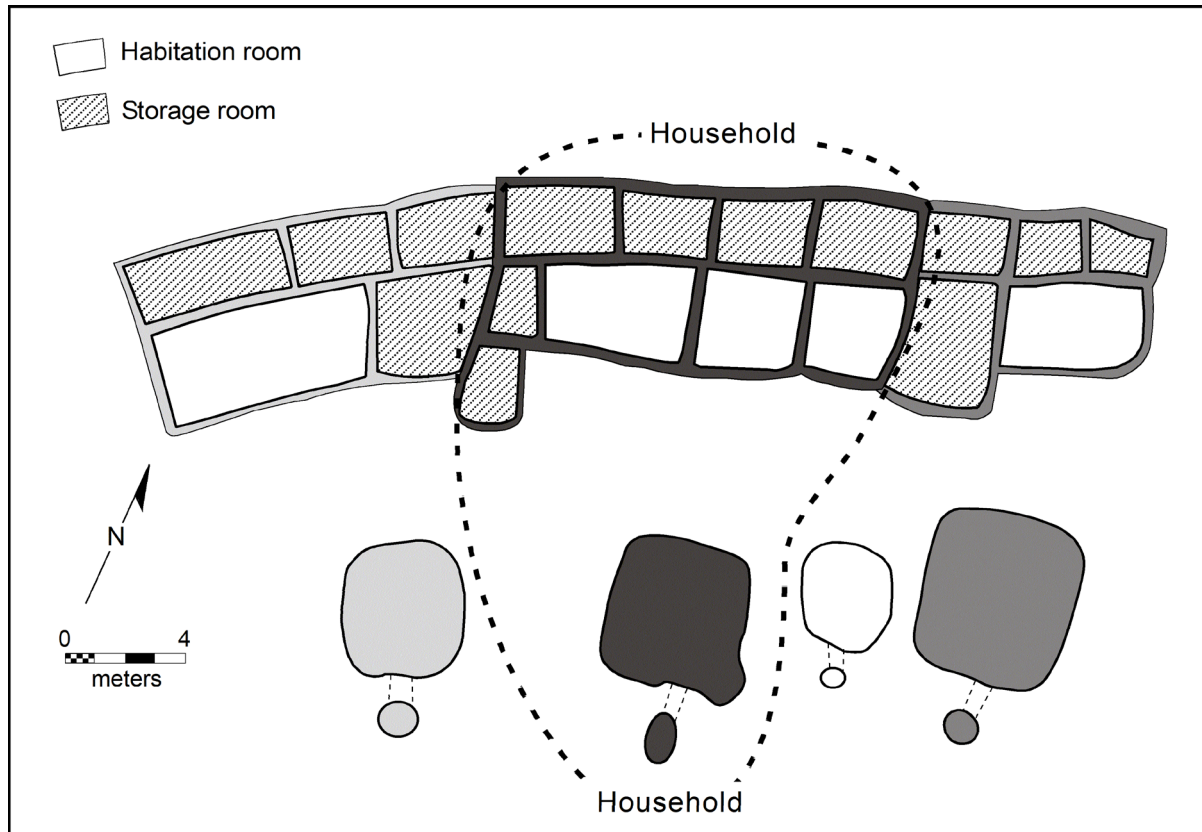 Habitation room
Storage room
Household
N
0 4
meters
Household